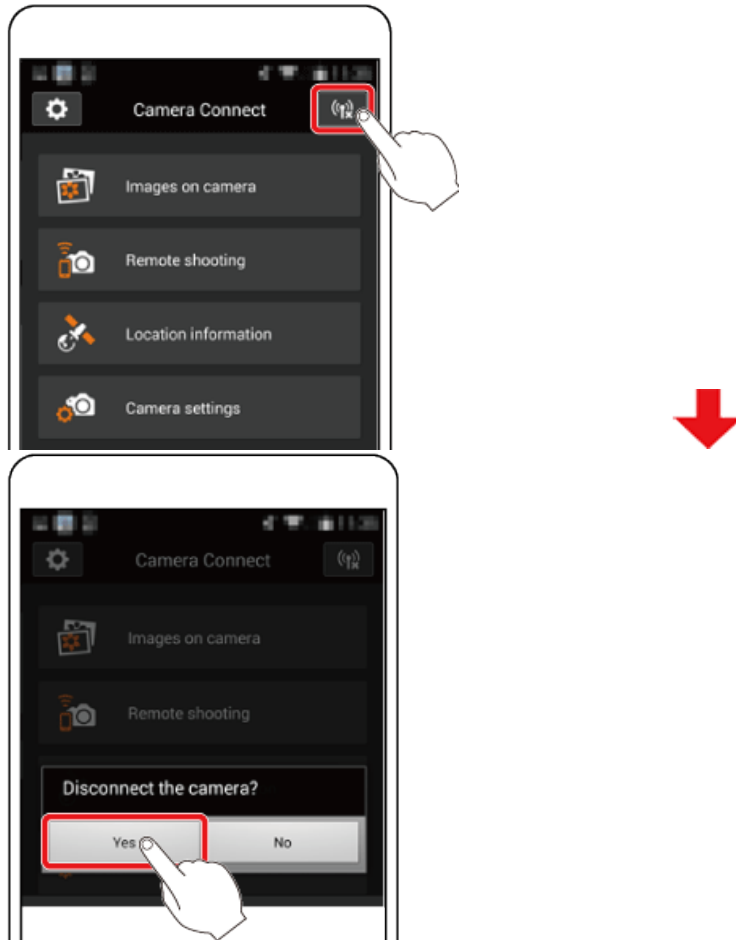 Camera Connect
Images on camera
Remote shooting
Location information
Camera settings
Camera Connect
Images on camera
Remote shooting
Disconnect the camera?
Yes
No